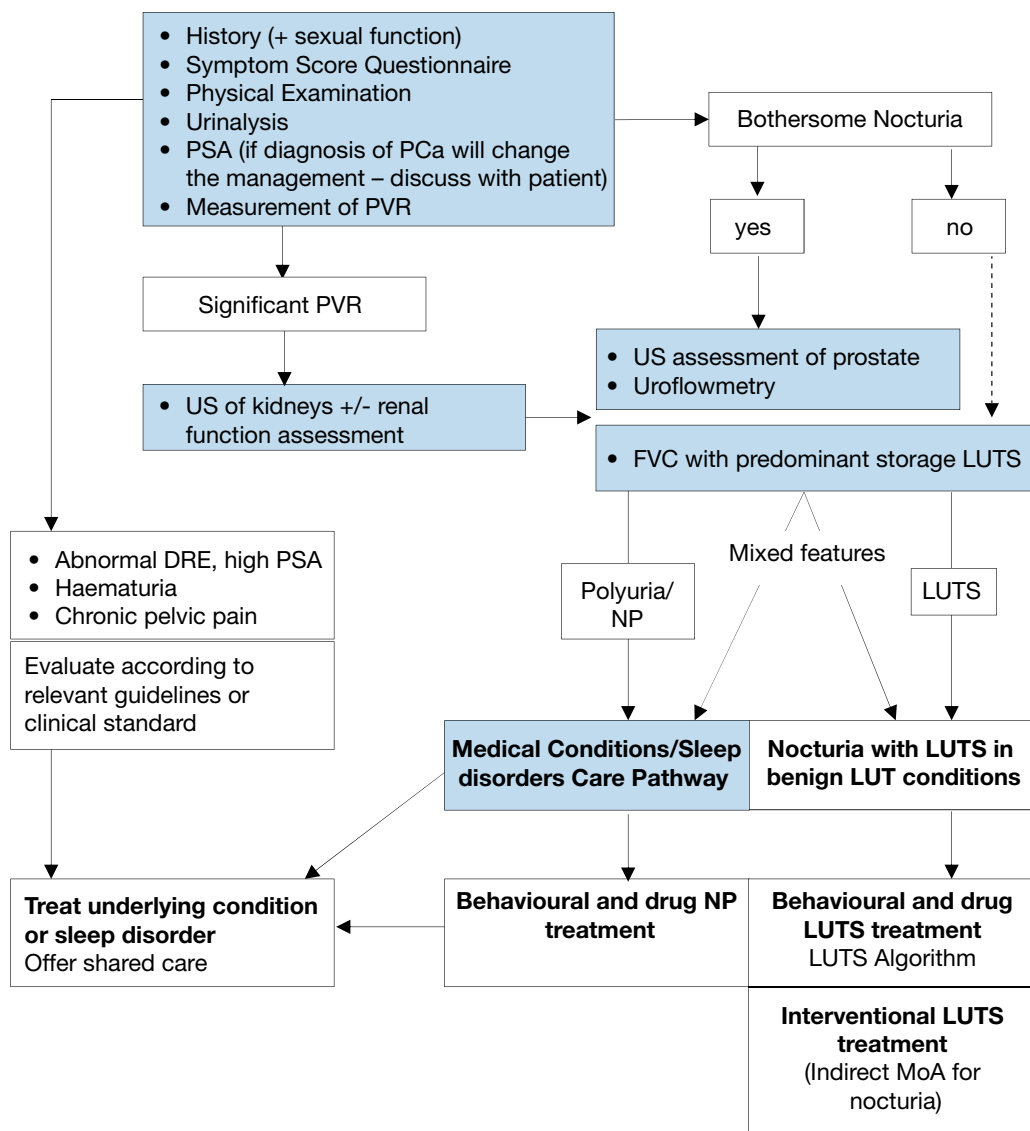 • History (+ sexual function)
• Symptom Score Questionnaire
• Physical Examination
• Urinalysis
• PSA (if diagnosis of PCa will change
the management – discuss with patient)
• Measurement of PVR
Bothersome Nocturia
yes
no
Significant PVR
• US assessment of prostate
• Uroflowmetry
• US of kidneys +/- renal
function assessment
• FVC with predominant storage LUTS
Mixed features
Polyuria/
NP
LUTS
• Abnormal DRE, high PSA
• Haematuria
• Chronic pelvic pain
Evaluate according to
relevant guidelines or
clinical standard
Medical Conditions/Sleep
disorders Care Pathway
Nocturia with LUTS in
benign LUT conditions
Treat underlying condition
or sleep disorder
Offer shared care
Behavioural and drug NP
treatment
Behavioural and drug
LUTS treatment
LUTS Algorithm
Interventional LUTS
treatment
(Indirect MoA for
nocturia)